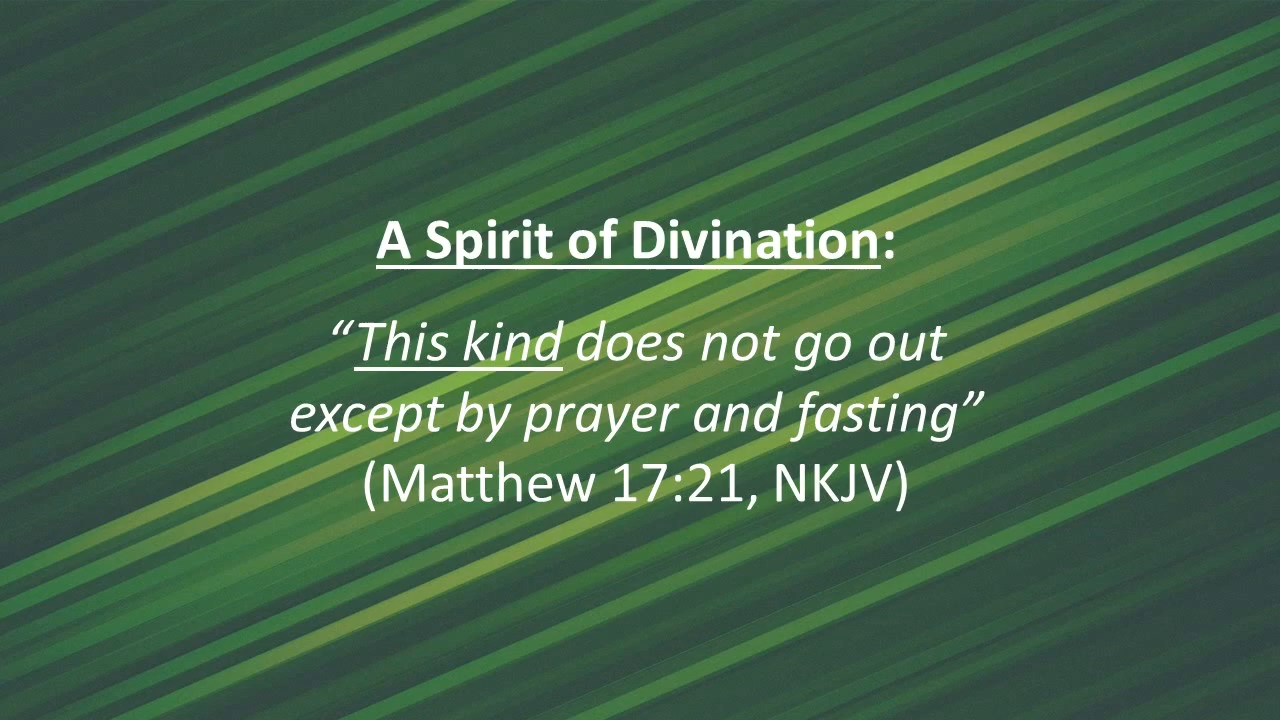 A Spirit of Divination:
“This kind does not go out
except by prayer and fasting”
(Matthew 17:21, NKJV)